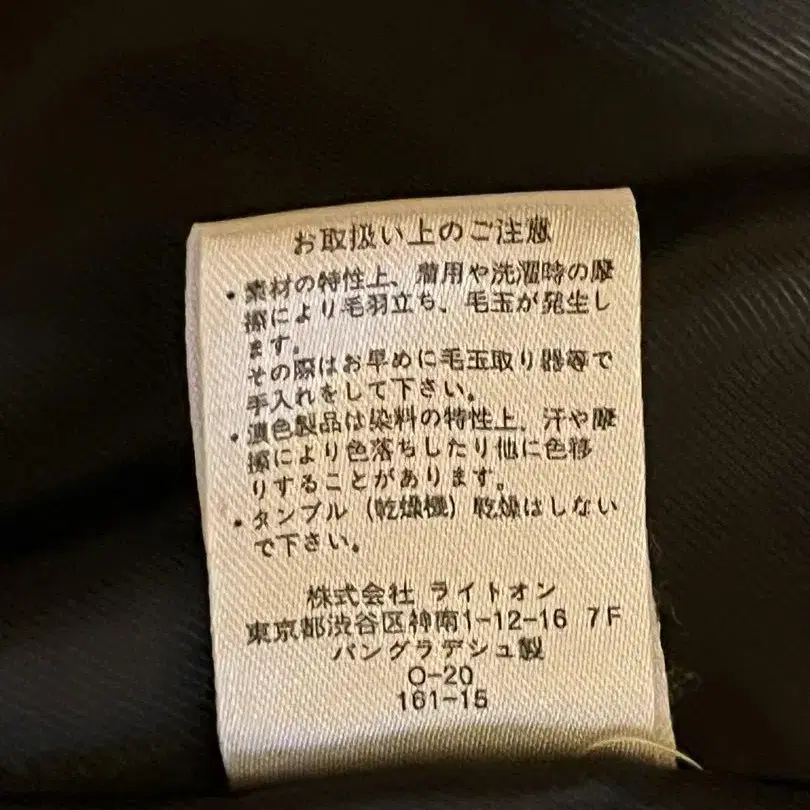 お取扱い上のご注意
・素材の特性上、着用や洗濯時の摩
擦により毛羽立ち、毛玉が発生し
ます。
その際はお早めに毛玉取り器等で
手入れをして下さい。
・濃色製品は染料の特性上、汗や摩
擦により色落ちしたり他に色移
りすることがあります。
・タンブル（乾燥機）乾燥はしない
で下さい。
株式会社 ライトオン
東京都渋谷区神南1-12-16 7F
バングラデシュ製
O-20
161-15